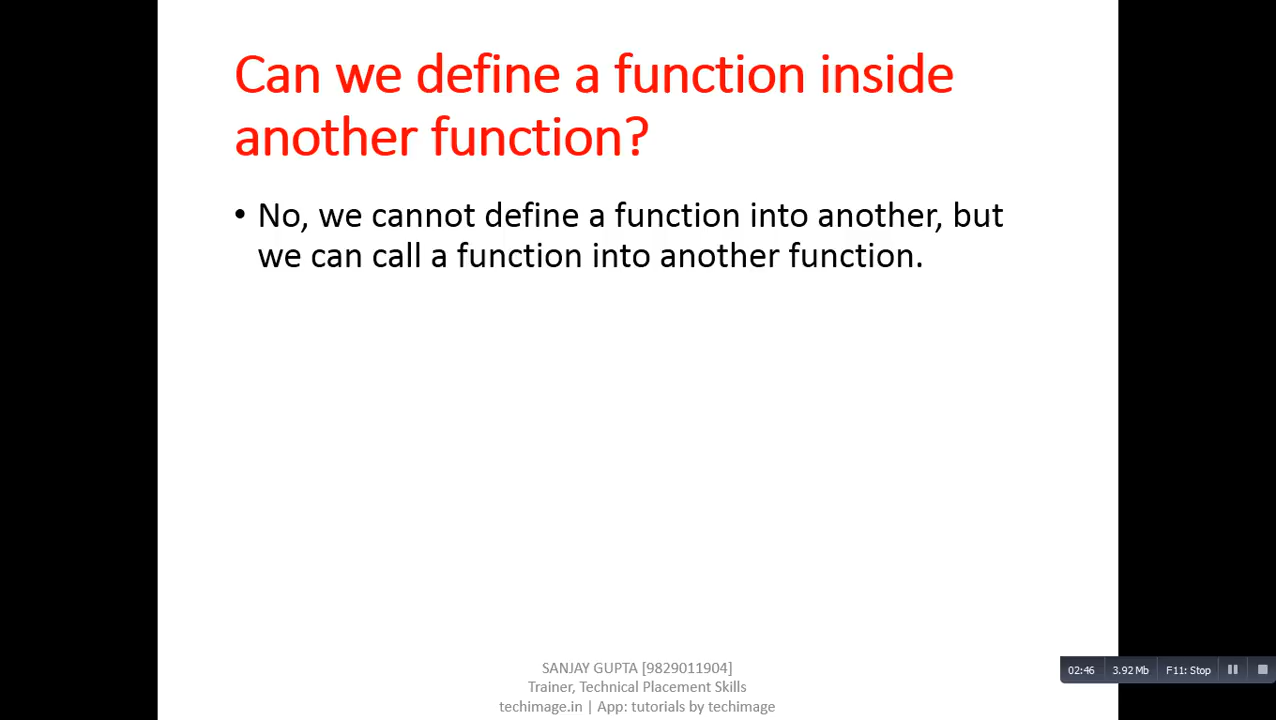 Can we define a function inside
another function?
• No, we cannot define a function into another, but
we can call a function into another function.
SANJAY GUPTA [9829011904]
Trainer, Technical Placement Skills
techimage.in | App: tutorials by techimage
02:46 3.92 Mb F11: Stop